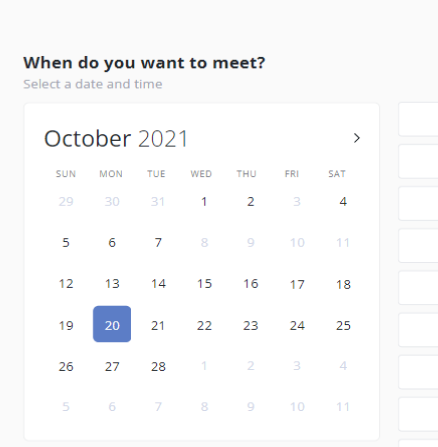 When do you want to meet?
Select a date and time
October 2021
SUN MON TUE WED THU FRI SAT
29 30 31 1 2 3 4
5 6 7 8 9 10 11
12 13 14 15 16 17 18
19 20 21 22 23 24 25
26 27 28 1 2 3 4
5 6 7 8 9 10 11